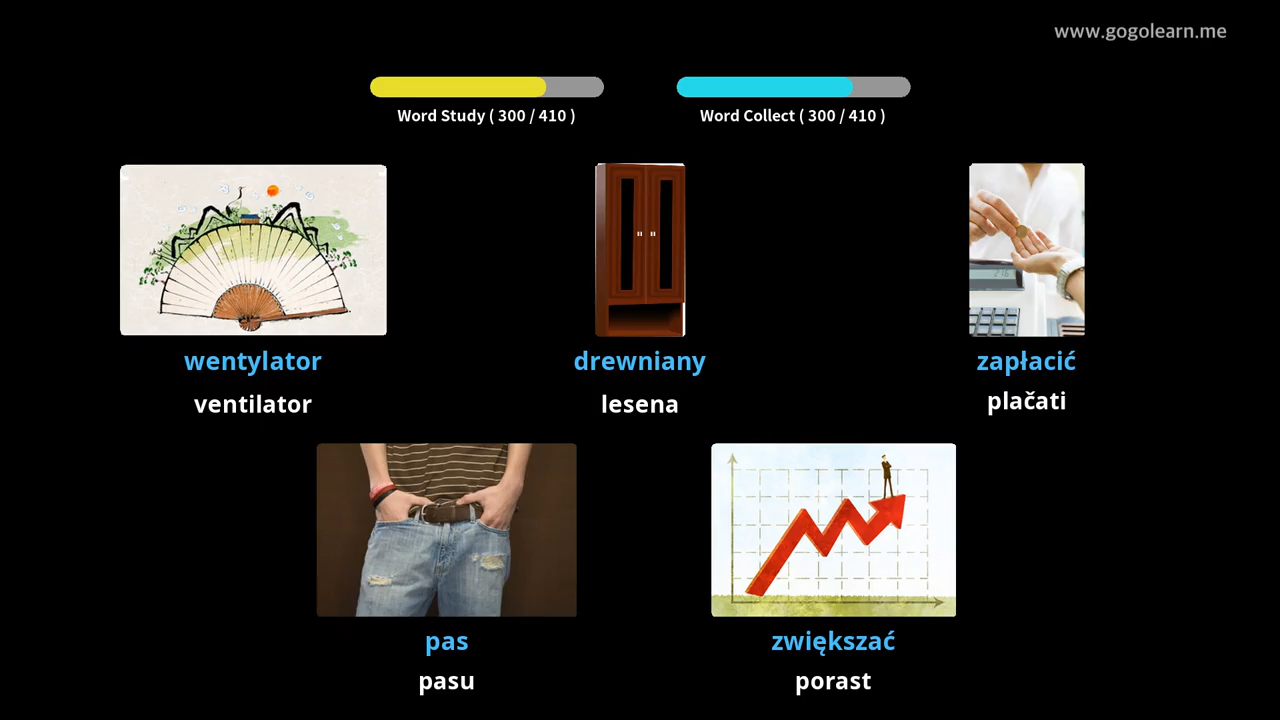 www.gogolearn.me
Word Study ( 300 / 410 )
Word Collect ( 300 / 410 )
wentylator
ventilator
drewniany
lesena
zapłacić
plačati
pas
pasu
zwiększać
porast